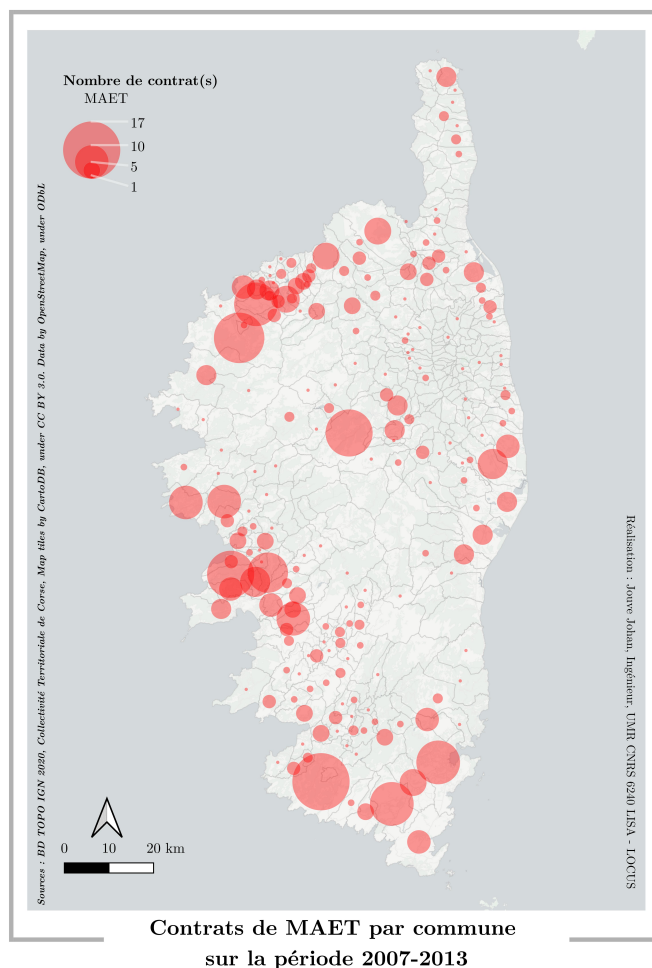 Nombre de contrat(s)
MAET
17
10
5
1
Sources : BD TOPO IGN 2020, Collectivité Territoriale de Corse, Map tiles by CartoDB, under CC BY 3.0. Data by OpenStreetMap, under ODbL
Réalisation : Jouve Johan, Ingénieur, UMR CNRS 6240 LISA - LOCUS
0 10 20 km
Contrats de MAET par commune
sur la période 2007-2013